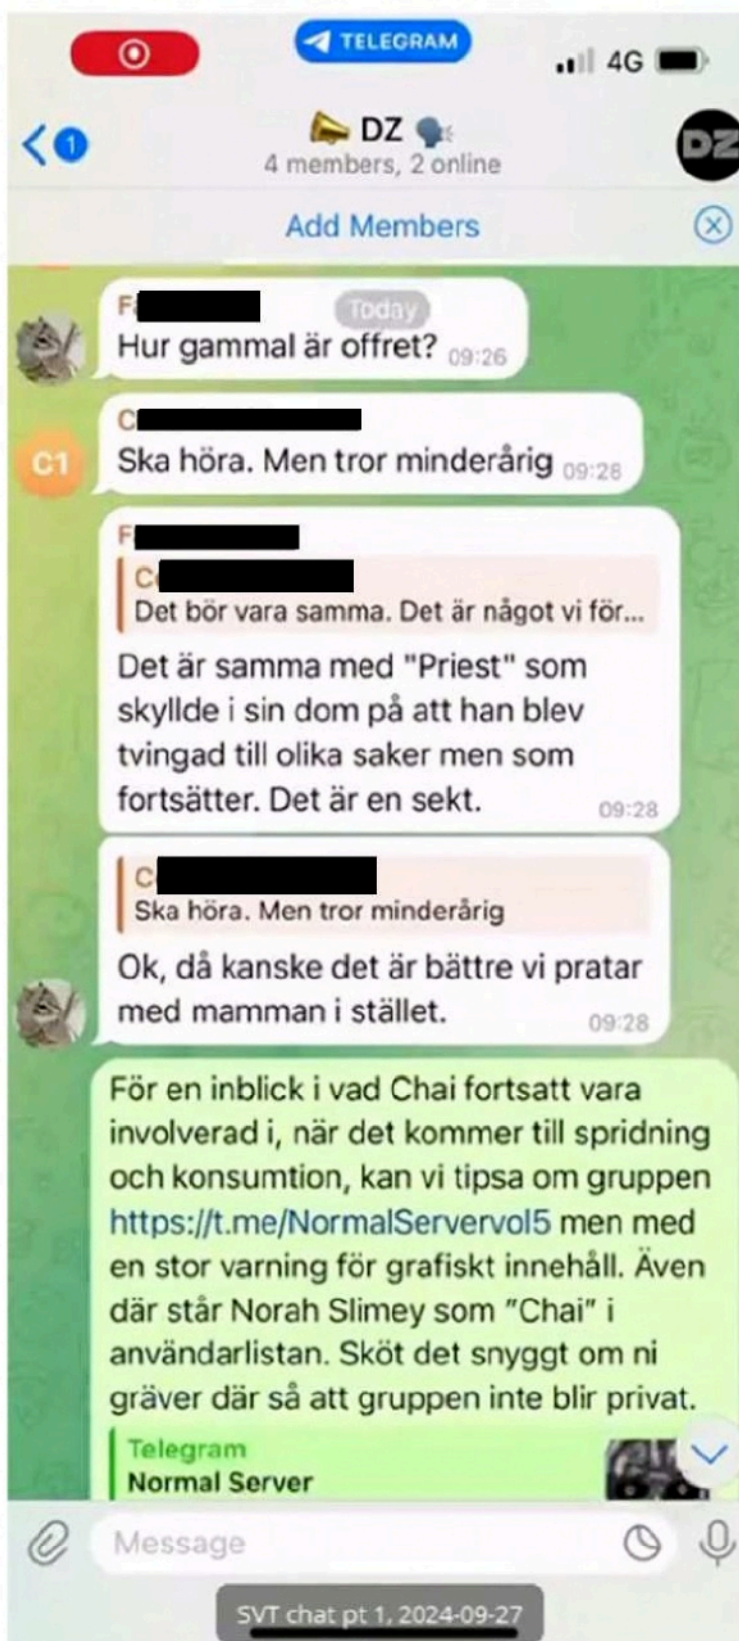 TELEGRAM
4G
1
DZ
4 members, 2 online
DZ
Add Members
Today
F
Hur gammal är offret? 09:26
C
C1
Ska höra. Men tror minderårig 09:28
F
C
Det bör vara samma. Det är något vi för...
Det är samma med "Priest" som
skyllde i sin dom på att han blev
tvingad till olika saker men som
fortsätter. Det är en sekt. 09:28
C
Ska höra. Men tror minderårig
Ok, då kanske det är bättre vi pratar
med mamman i stället. 09:28
För en inblick i vad Chai fortsatt vara
involverad i, när det kommer till spridning
och konsumtion, kan vi tipsa om gruppen
https://t.me/NormalServervol5 men med
en stor varning för grafiskt innehåll. Även
där står Norah Slimey som "Chai" i
användarlistan. Sköt det snyggt om ni
gräver där så att gruppen inte blir privat.
Telegram
Normal Server
Message
SVT chat pt 1, 2024-09-27